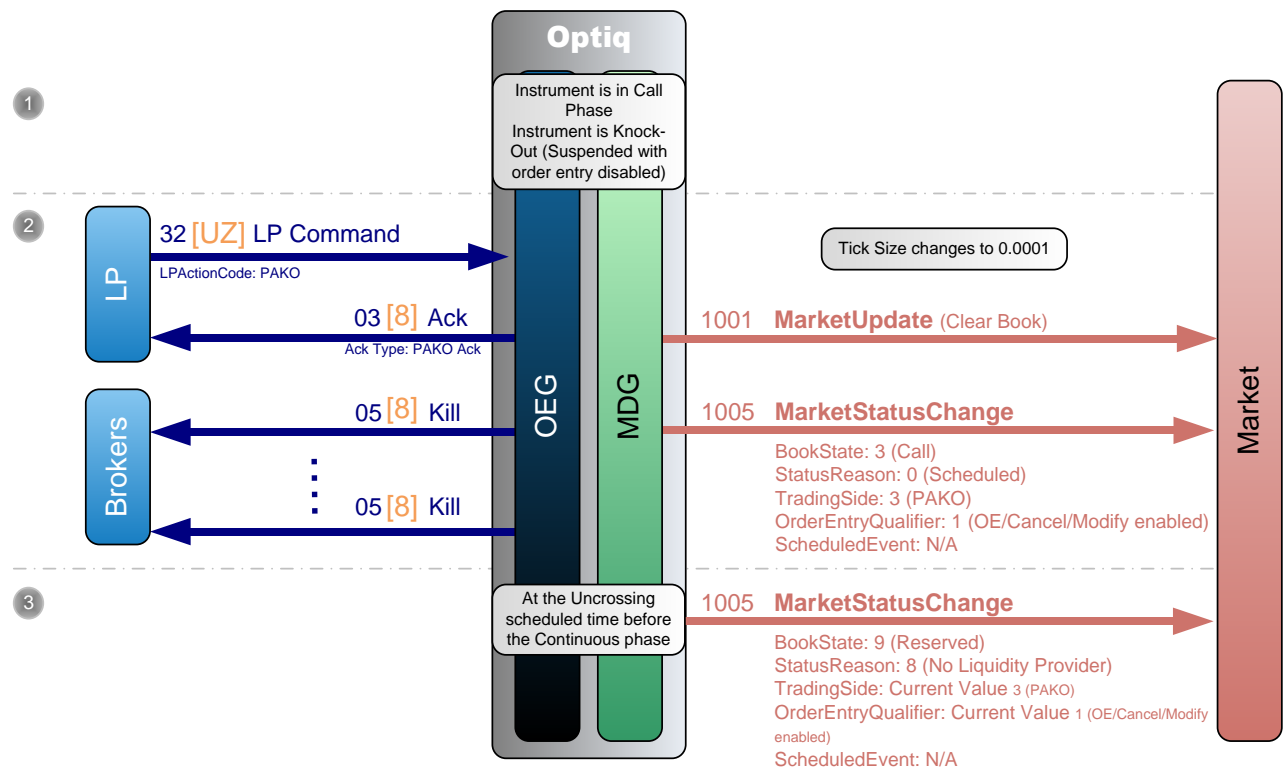 Optiq
1
Instrument is in Call
Phase
Instrument is Knock-
Out (Suspended with
order entry disabled)
2
LP
32 [UZ] LP Command
LPActionCode: PAKO
Tick Size changes to 0.0001
03 [8] Ack
Ack Type: PAKO Ack
1001 MarketUpdate (Clear Book)
OEG
MDG
Market
Brokers
05 [8] Kill
05 [8] Kill
1005 MarketStatusChange
BookState: 3 (Call)
StatusReason: 0 (Scheduled)
TradingSide: 3 (PAKO)
OrderEntryQualifier: 1 (OE/Cancel/Modify enabled)
ScheduledEvent: N/A
3
At the Uncrossing
scheduled time before
the Continuous phase
1005 MarketStatusChange
BookState: 9 (Reserved)
StatusReason: 8 (No Liquidity Provider)
TradingSide: Current Value 3 (PAKO)
OrderEntryQualifier: Current Value 1 (OE/Cancel/Modify
enabled)
ScheduledEvent: N/A